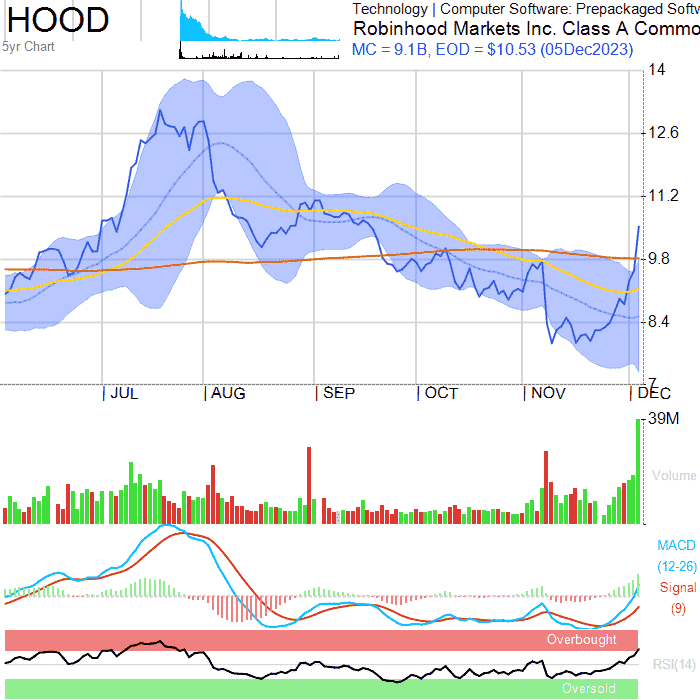 HOOD
5yr Chart
Technology | Computer Software: Prepackaged Softw
Robinhood Markets Inc. Class A Commo
MC = 9.1B, EOD = $10.53 (05Dec2023)
14
12.6
11.2
9.8
8.4
7
| JUL | AUG | SEP | OCT | NOV | DEC
39M
Volume
MACD
(12-26)
Signal
(9)
Overbought
RSI(14)
Oversold